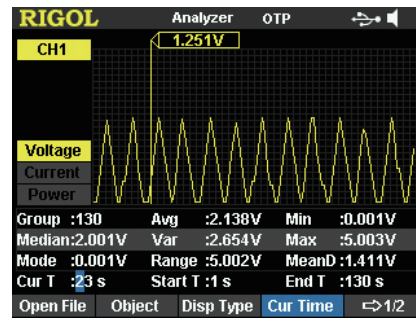 RIGOL Analyzer OTP
CH1
1.251V
Voltage
Current
Power
Group :130 Avg :2.138V Min :0.001V
Median:2.001V Var :2.654V Max :5.003V
Mode :0.001V Range :5.002V MeanD:1.411V
Cur T :23 s Start T :1 s End T :130 s
Open File Object Disp Type Cur Time ⇨1/2